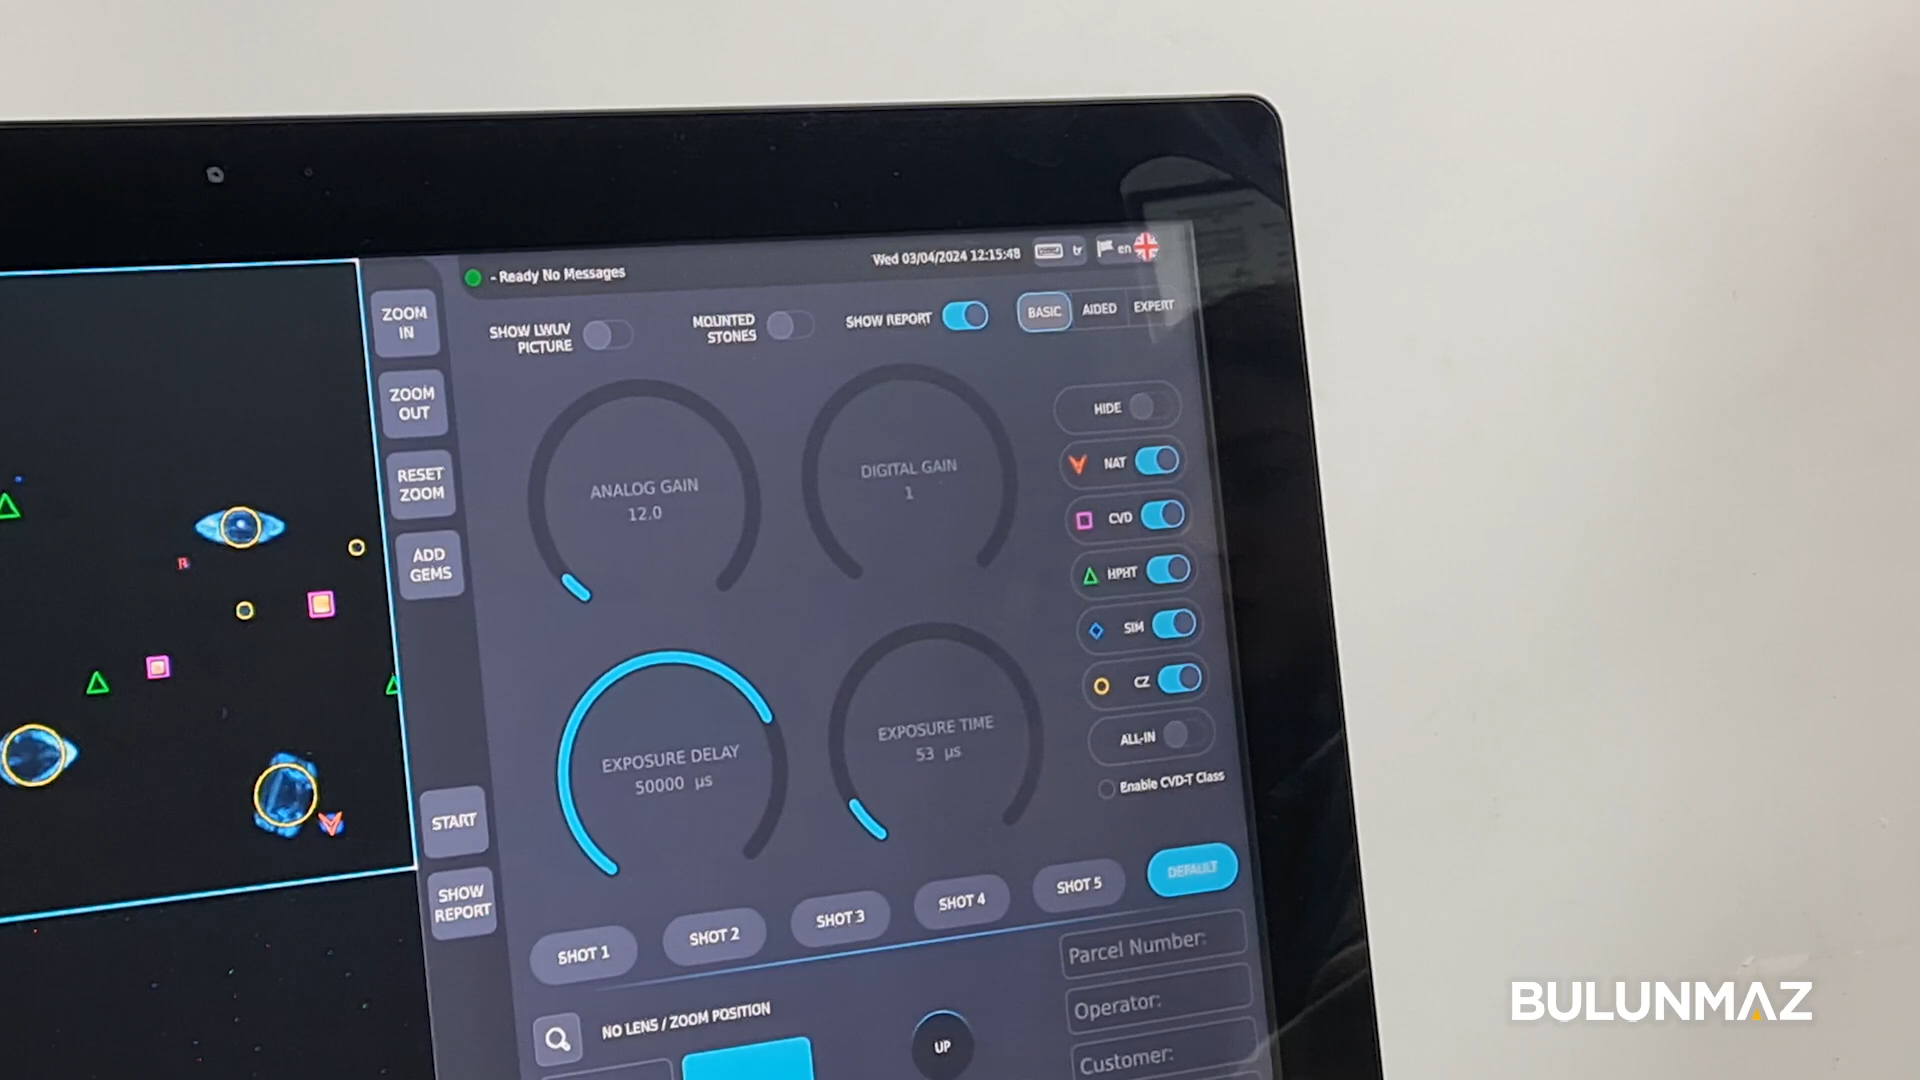 - Ready No Messages
Wed 03/04/2024 12:15:48
tr
en
SHOW LWUV
PICTURE
MOUNTED
STONES
SHOW REPORT
BASIC
AIDED
EXPERT
ZOOM
IN
ZOOM
OUT
RESET
ZOOM
ADD
GEMS
START
SHOW
REPORT
ANALOG GAIN
12.0
DIGITAL GAIN
1
EXPOSURE DELAY
50000 µs
EXPOSURE TIME
53 µs
HIDE
NAT
CVD
HPHT
SIM
CZ
ALL-IN
Enable CVD-T Class
R
SHOT 1
SHOT 2
SHOT 3
SHOT 4
SHOT 5
DEFAULT
Parcel Number:
Operator:
Customer:
NO LENS / ZOOM POSITION
UP
BULUNMAZ